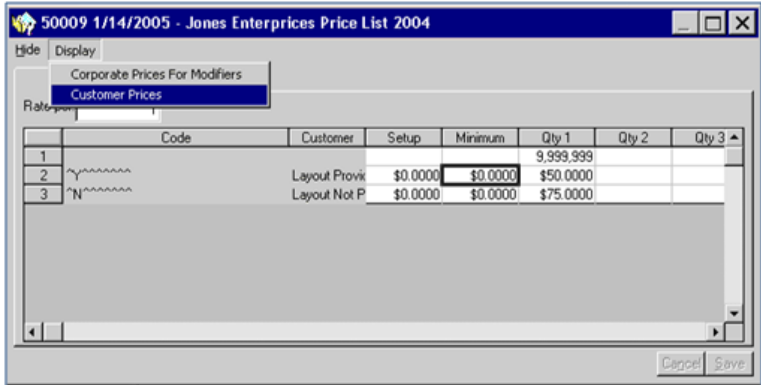 50009 1/14/2005 - Jones Enterprices Price List 2004
Hide Display
Corporate Prices For Modifiers
Customer Prices
Code Customer Setup Minimum Qty 1 Qty 2 Qty 3
1 9,999,999
2 ^Y^^^^^^^ Layout Provic $0.0000 $0.0000 $50.0000
3 ^N^^^^^^^ Layout Not P $0.0000 $0.0000 $75.0000
Cancel Save